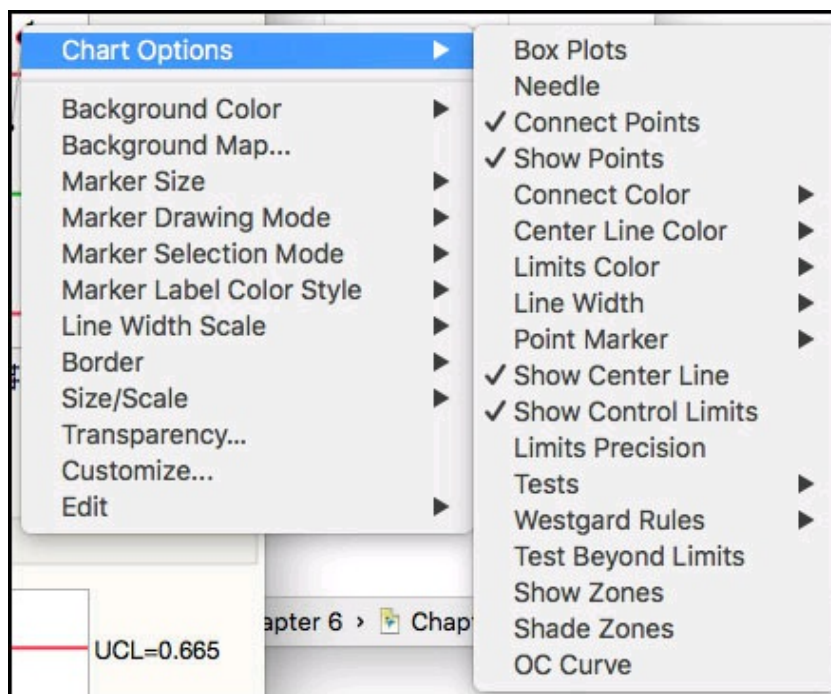 Chart Options
Background Color
Background Map...
Marker Size
Marker Drawing Mode
Marker Selection Mode
Marker Label Color Style
Line Width Scale
Border
Size/Scale
Transparency...
Customize...
Edit
Box Plots
Needle
✓ Connect Points
✓ Show Points
Connect Color
Center Line Color
Limits Color
Line Width
Point Marker
✓ Show Center Line
✓ Show Control Limits
Limits Precision
Tests
Westgard Rules
Test Beyond Limits
Show Zones
Shade Zones
OC Curve
apter 6 › Chap
UCL=0.665